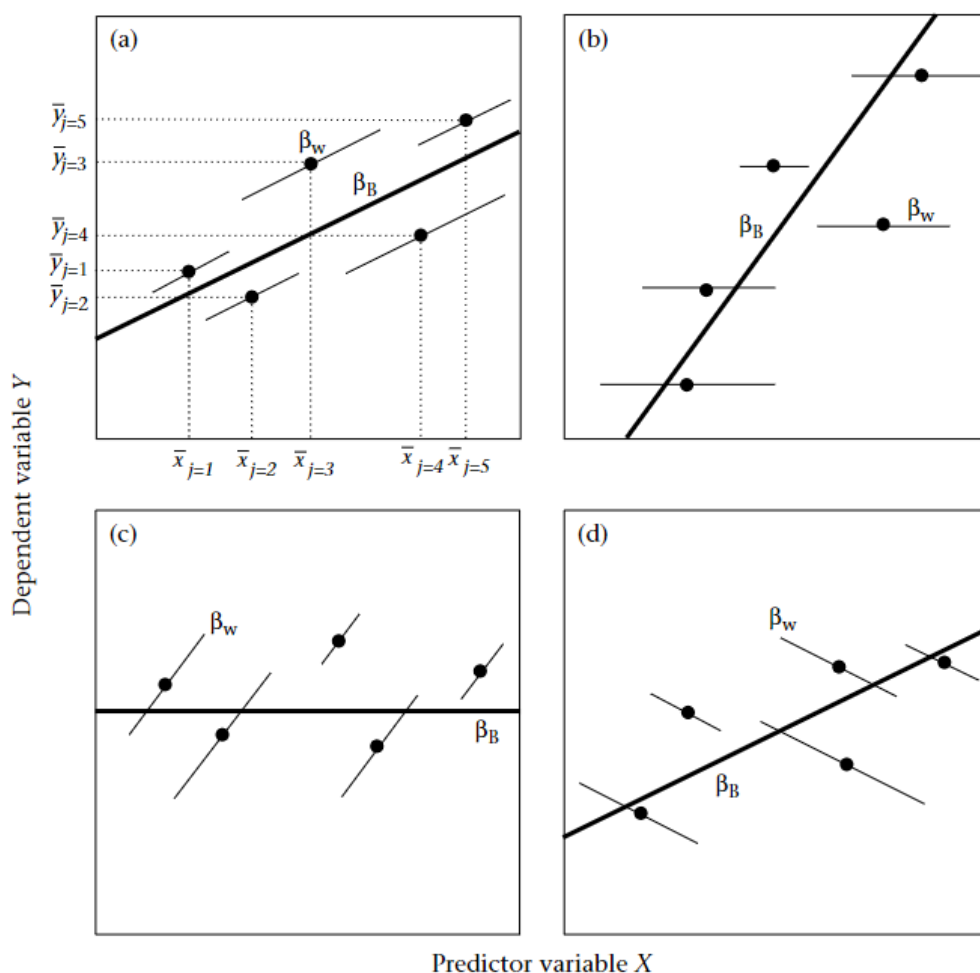 (a)
ȳj=5
ȳj=3
ȳj=4
ȳj=1
ȳj=2
βw
βB
x̄ j=1
x̄ j=2
x̄ j=3
x̄ j=4
x̄ j=5
(b)
βB
βw
Dependent variable Y
(c)
βw
βB
(d)
βw
βB
Predictor variable X